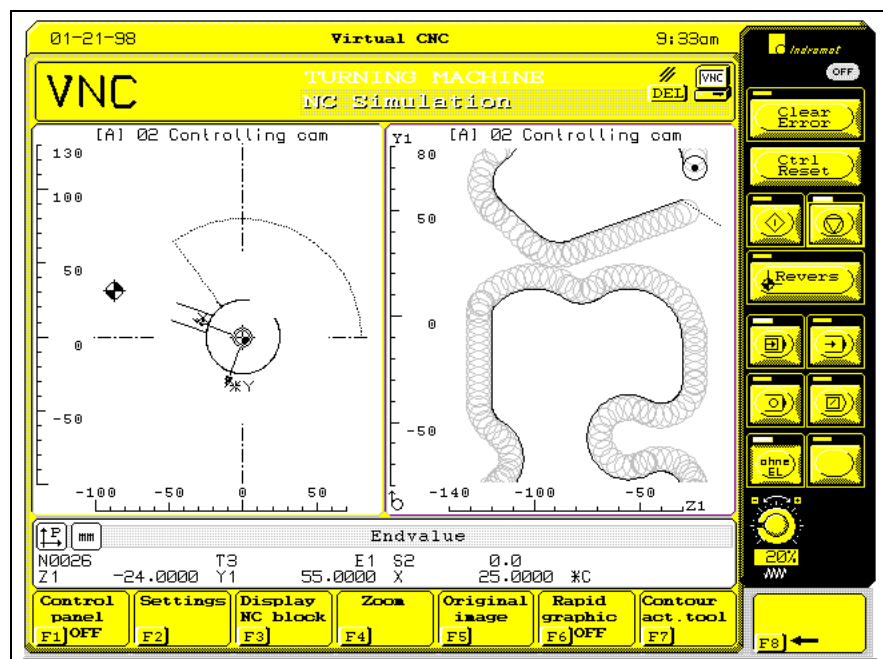 01-21-98 Virtual CNC 9:33am
Indramat
OFF
VNC
TURNING MACHINE
NC Simulation
DEL
VNC
[A] 02 Controlling cam
130
100
50
0
-50
-100 -50 0 50
*Y
Y1 [A] 02 Controlling cam
80
50
0
-50
-140 -100 -50 Z1
Clear
Error
Ctrl
Reset
Revers
ohne
EL
20%
P mm Endvalue
N0026 T3 E1 S2 0.0
Z1 -24.0000 Y1 55.0000 X 25.0000 *C
Control
panel
F1 OFF
Settings
F2
Display
NC block
F3
Zoom
F4
Original
image
F5
Rapid
graphic
F6 OFF
Contour
act.tool
F7
F8